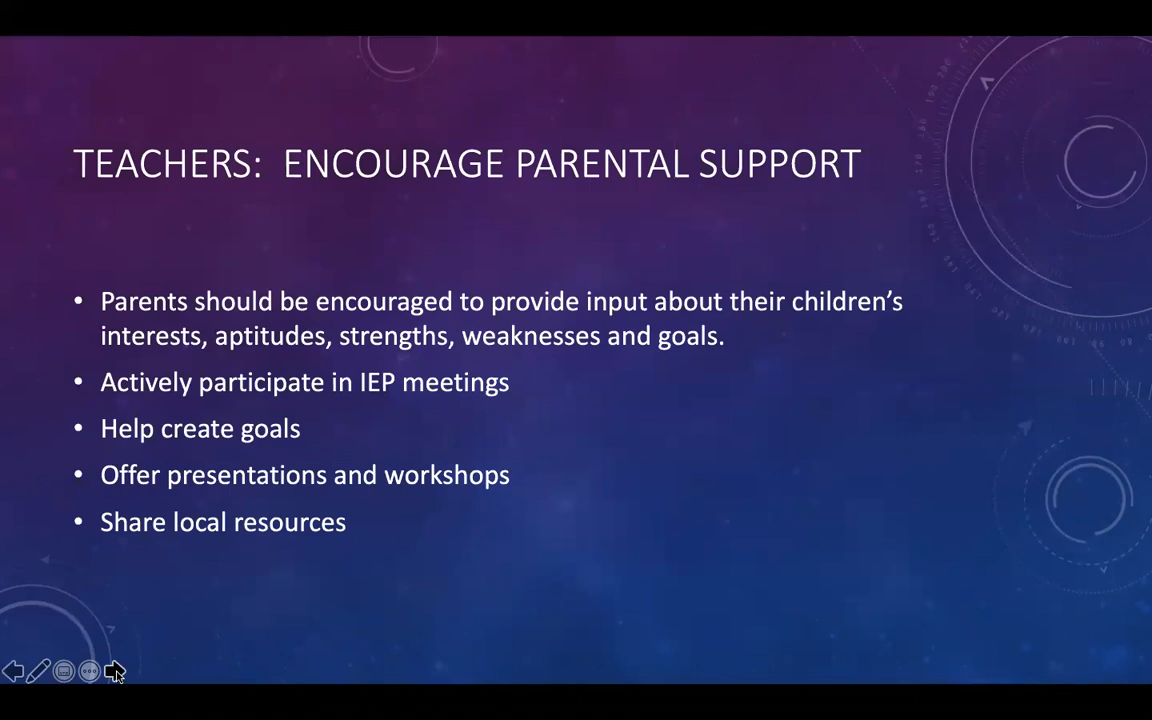 TEACHERS:  ENCOURAGE PARENTAL SUPPORT
• Parents should be encouraged to provide input about their children’s
interests, aptitudes, strengths, weaknesses and goals.
• Actively participate in IEP meetings
• Help create goals
• Offer presentations and workshops
• Share local resources